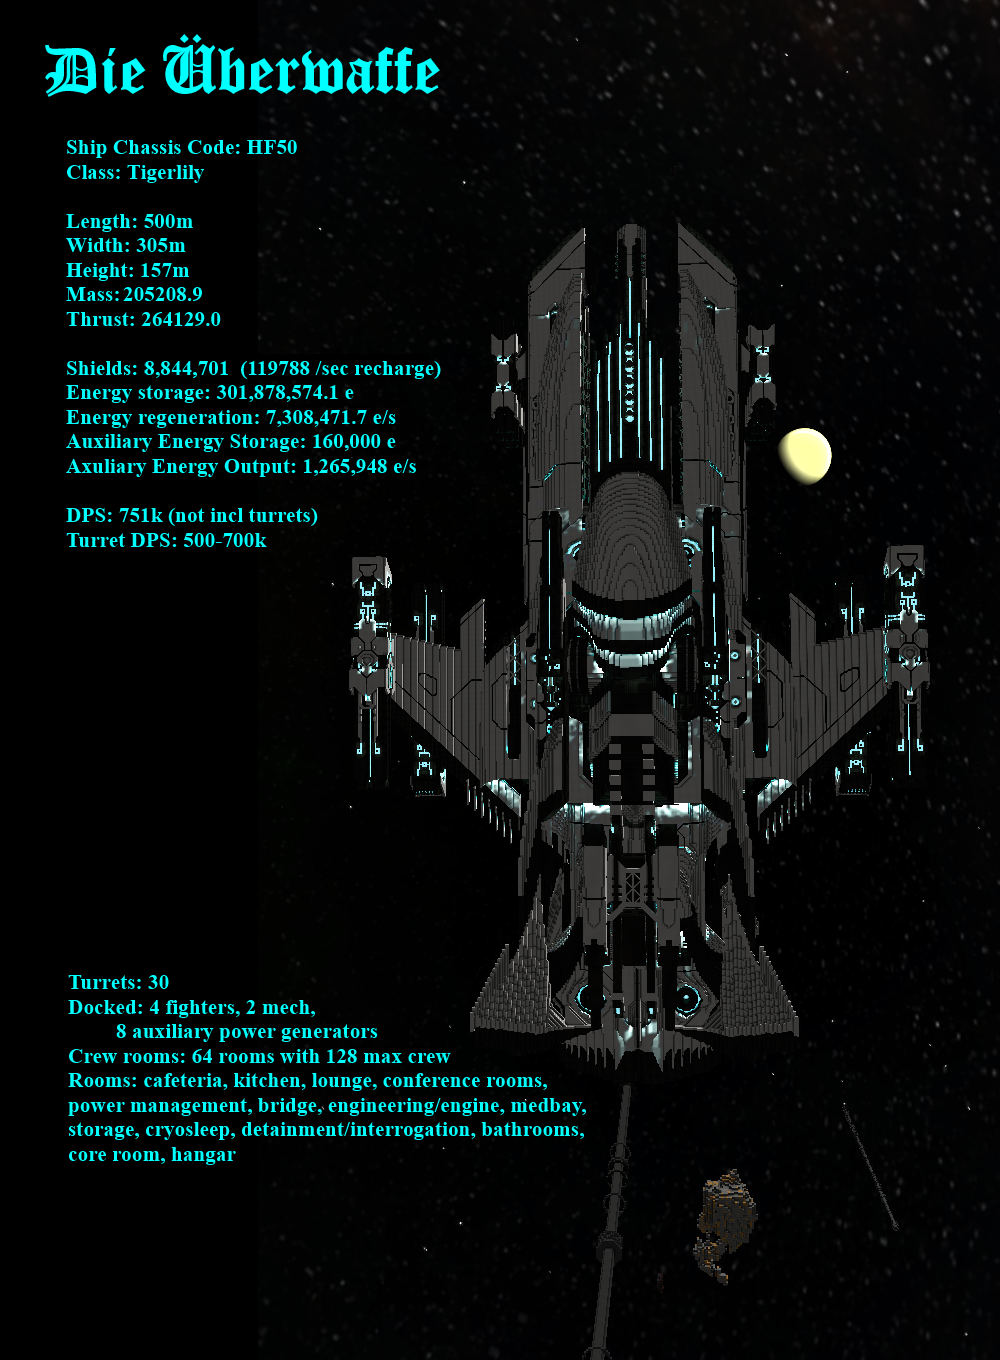 Die Überwaffe
Ship Chassis Code: HF50
Class: Tigerlily
Length: 500m
Width: 305m
Height: 157m
Mass: 205208.9
Thrust: 264129.0
Shields: 8,844,701 (119788 /sec recharge)
Energy storage: 301,878,574.1 e
Energy regeneration: 7,308,471.7 e/s
Auxiliary Energy Storage: 160,000 e
Axuliary Energy Output: 1,265,948 e/s
DPS: 751k (not incl turrets)
Turret DPS: 500-700k
Turrets: 30
Docked: 4 fighters, 2 mech,
8 auxiliary power generators
Crew rooms: 64 rooms with 128 max crew
Rooms: cafeteria, kitchen, lounge, conference rooms,
power management, bridge, engineering/engine, medbay,
storage, cryosleep, detainment/interrogation, bathrooms,
core room, hangar